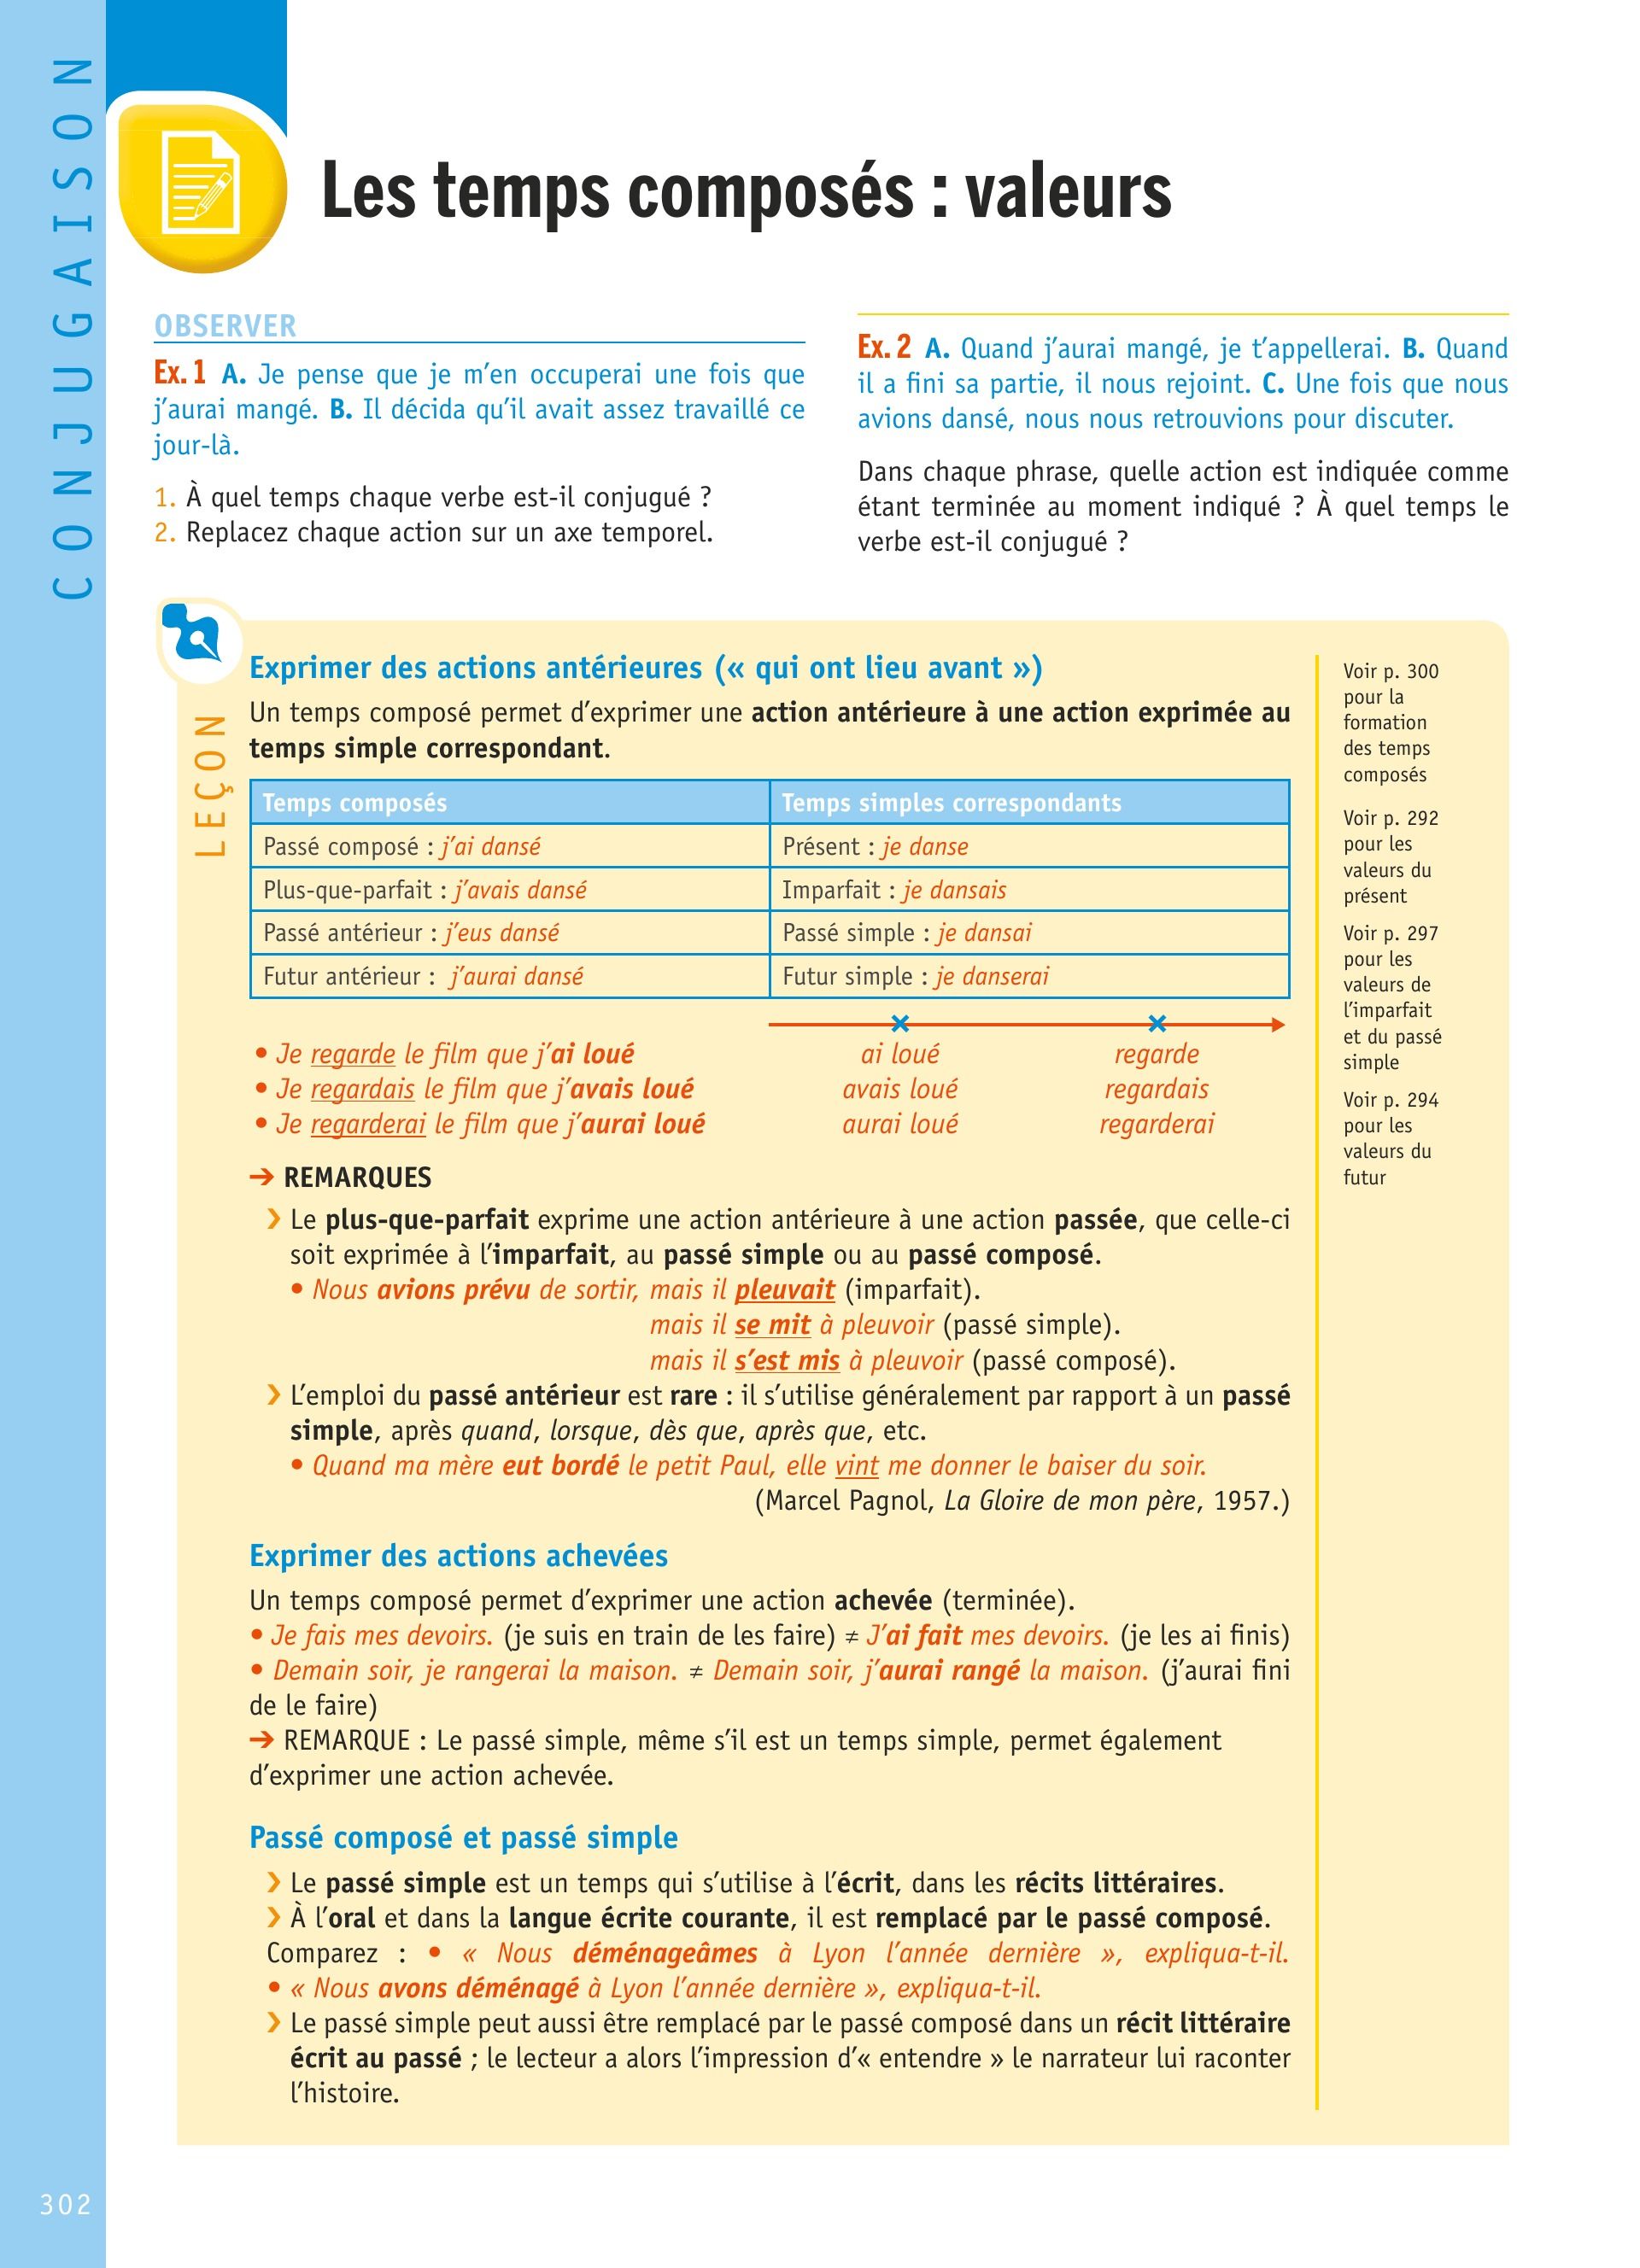 CONJUGAISON
Les temps composés : valeurs
OBSERVER
Ex. 1 A. Je pense que je m’en occuperai une fois que
j’aurai mangé. B. Il décida qu’il avait assez travaillé ce
jour-là.
1. À quel temps chaque verbe est-il conjugué ?
2. Replacez chaque action sur un axe temporel.
Ex. 2 A. Quand j’aurai mangé, je t’appellerai. B. Quand
il a fini sa partie, il nous rejoint. C. Une fois que nous
avions dansé, nous nous retrouvions pour discuter.
Dans chaque phrase, quelle action est indiquée comme
étant terminée au moment indiqué ? À quel temps le
verbe est-il conjugué ?
LEÇON
Exprimer des actions antérieures (« qui ont lieu avant »)
Un temps composé permet d’exprimer une action antérieure à une action exprimée au
temps simple correspondant.
Temps composés Temps simples correspondants
Passé composé : j’ai dansé Présent : je danse
Plus-que-parfait : j’avais dansé Imparfait : je dansais
Passé antérieur : j’eus dansé Passé simple : je dansai
Futur antérieur : j’aurai dansé Futur simple : je danserai
• Je regarde le film que j’ai loué ai loué regarde
• Je regardais le film que j’avais loué avais loué regardais
• Je regarderai le film que j’aurai loué aurai loué regarderai
➔ REMARQUES
› Le plus-que-parfait exprime une action antérieure à une action passée, que celle-ci
soit exprimée à l’imparfait, au passé simple ou au passé composé.
• Nous avions prévu de sortir, mais il pleuvait (imparfait).
mais il se mit à pleuvoir (passé simple).
mais il s’est mis à pleuvoir (passé composé).
› L’emploi du passé antérieur est rare : il s’utilise généralement par rapport à un passé
simple, après quand, lorsque, dès que, après que, etc.
• Quand ma mère eut bordé le petit Paul, elle vint me donner le baiser du soir.
(Marcel Pagnol, La Gloire de mon père, 1957.)
Exprimer des actions achevées
Un temps composé permet d’exprimer une action achevée (terminée).
• Je fais mes devoirs. (je suis en train de les faire) ≠ J’ai fait mes devoirs. (je les ai finis)
• Demain soir, je rangerai la maison. ≠ Demain soir, j’aurai rangé la maison. (j’aurai fini
de le faire)
➔ REMARQUE : Le passé simple, même s’il est un temps simple, permet également
d’exprimer une action achevée.
Passé composé et passé simple
› Le passé simple est un temps qui s’utilise à l’écrit, dans les récits littéraires.
› À l’oral et dans la langue écrite courante, il est remplacé par le passé composé.
Comparez : • « Nous déménageâmes à Lyon l’année dernière », expliqua-t-il.
• « Nous avons déménagé à Lyon l’année dernière », expliqua-t-il.
› Le passé simple peut aussi être remplacé par le passé composé dans un récit littéraire
écrit au passé ; le lecteur a alors l’impression d’« entendre » le narrateur lui raconter
l’histoire.
Voir p. 300
pour la
formation
des temps
composés
Voir p. 292
pour les
valeurs du
présent
Voir p. 297
pour les
valeurs de
l’imparfait
et du passé
simple
Voir p. 294
pour les
valeurs du
futur
302